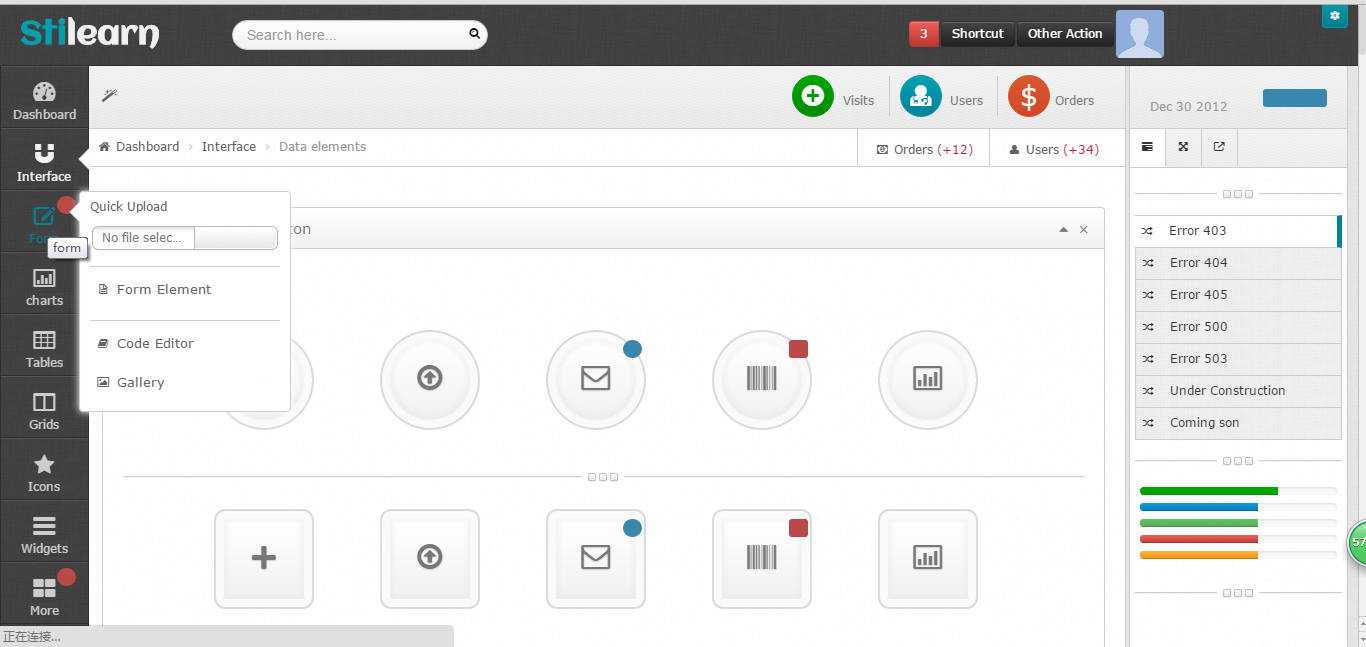 Stilearn
Search here...
3
Shortcut
Other Action
Dashboard
Interface
Form
form
charts
Tables
Grids
Icons
Widgets
More
Visits
Users
Orders
Dashboard › Interface › Data elements
Orders (+12)
Users (+34)
Quick Upload
No file selec...
Form Element
Code Editor
Gallery
ton
Dec 30 2012
Error 403
Error 404
Error 405
Error 500
Error 503
Under Construction
Coming son
57
正在连接...